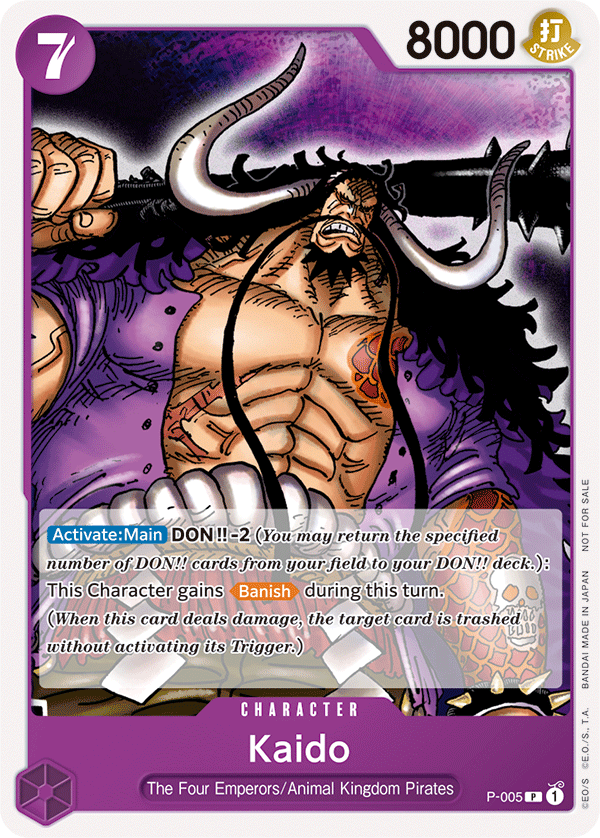 7
8000
打
STRIKE
Activate:Main DON!! -2 (You may return the specified
number of DON!! cards from your field to your DON!! deck.):
This Character gains Banish during this turn.
(When this card deals damage, the target card is trashed
without activating its Trigger.)
CHARACTER
Kaido
The Four Emperors/Animal Kingdom Pirates
P-005 P 1
©EO/S ©E.O./S., T.A. BANDAI MADE IN JAPAN NOT FOR SALE